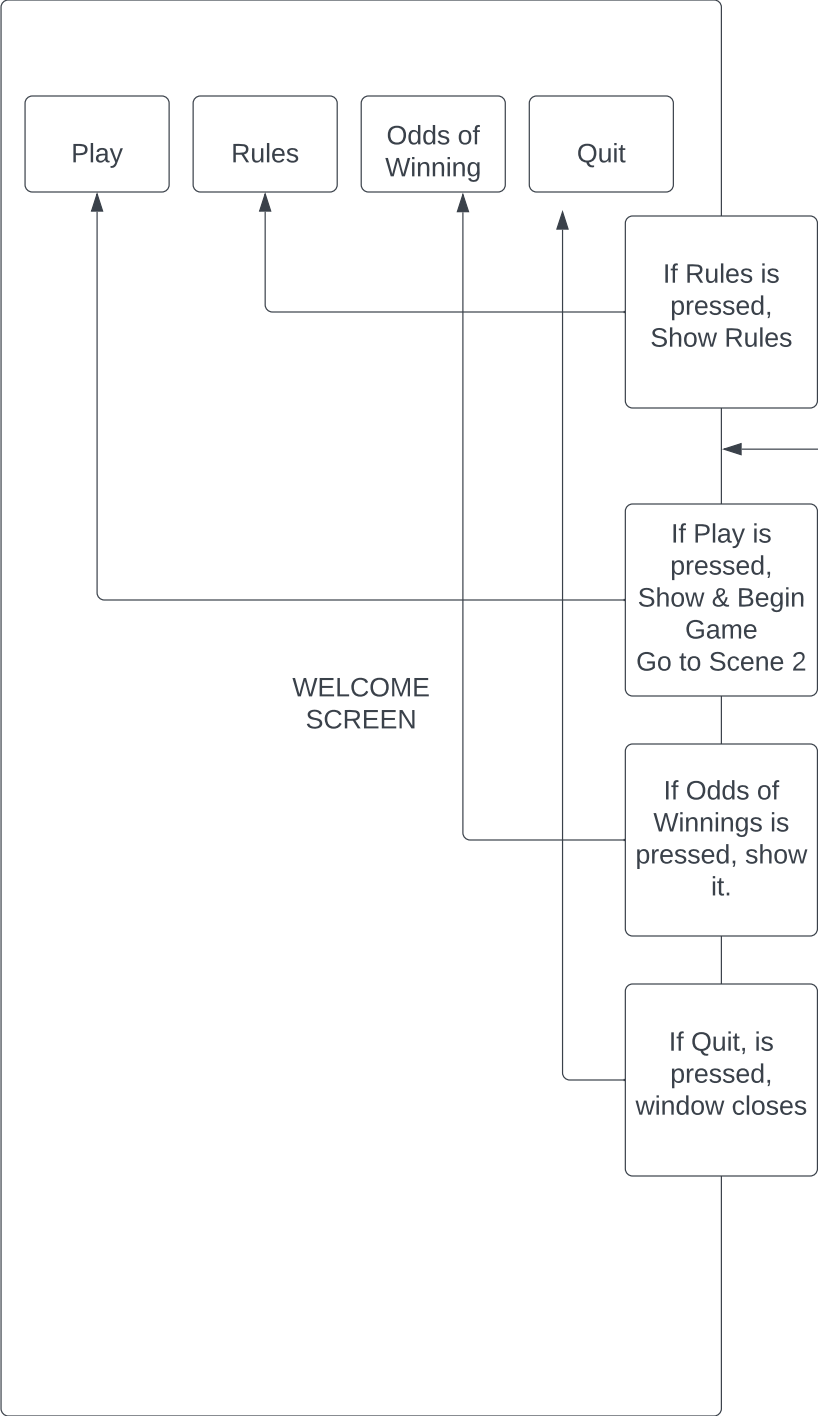 Play
Rules
Odds of
Winning
Quit
If Rules is
pressed,
Show Rules
If Play is
pressed,
Show & Begin
Game
Go to Scene 2
WELCOME
SCREEN
If Odds of
Winnings is
pressed, show
it.
If Quit, is
pressed,
window closes